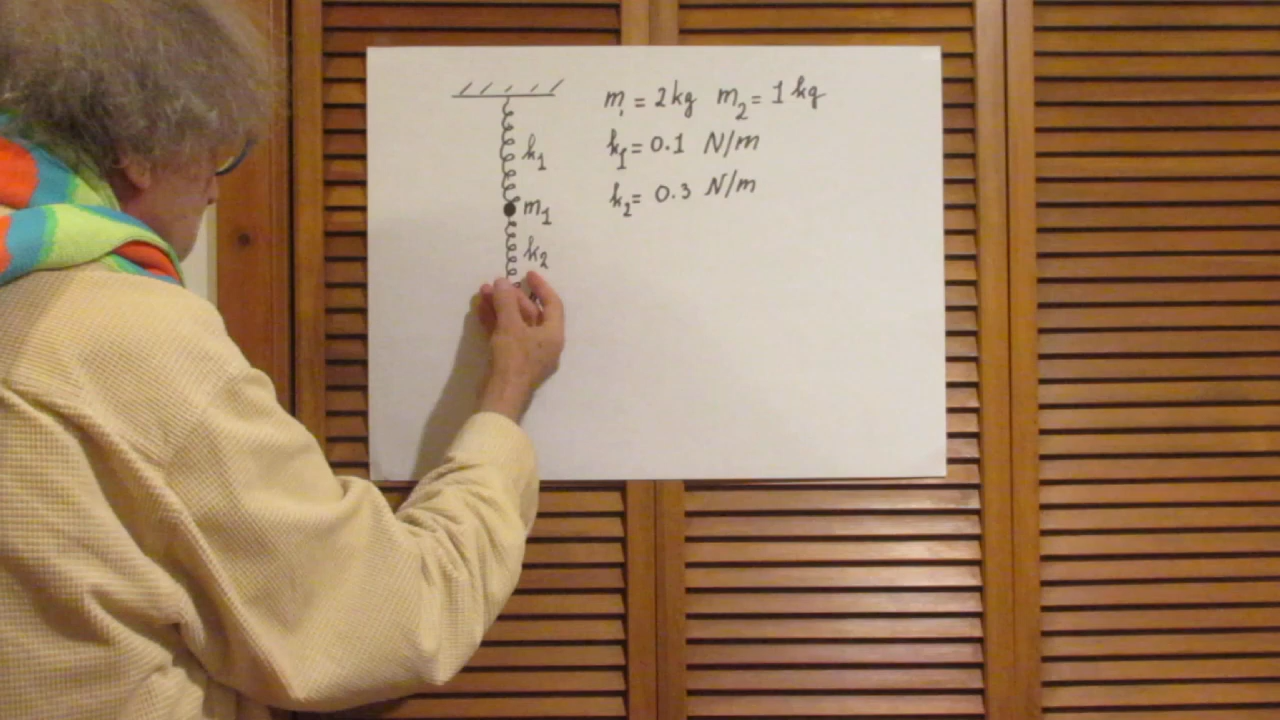 m₁ = 2 kg m₂ = 1 kg
k₁ = 0.1 N/m
k₁
k₂ = 0.3 N/m
m₁
k₂